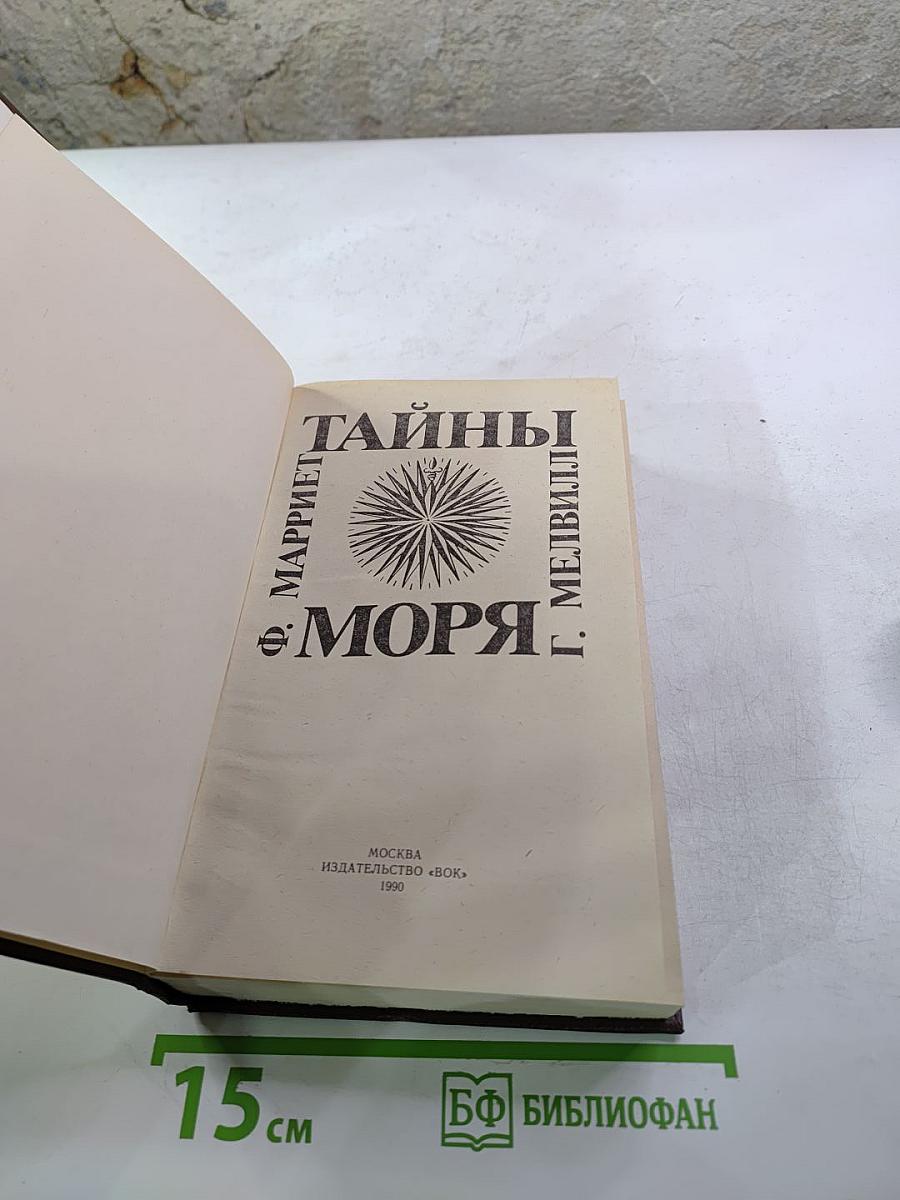 ТАЙНЫ
Ф. МАРРИЕТ
Г. МЕЛВИЛЛ
МОРЯ
МОСКВА
ИЗДАТЕЛЬСТВО «ВОК»
1990
15 см
БФ БИБЛИОФАН